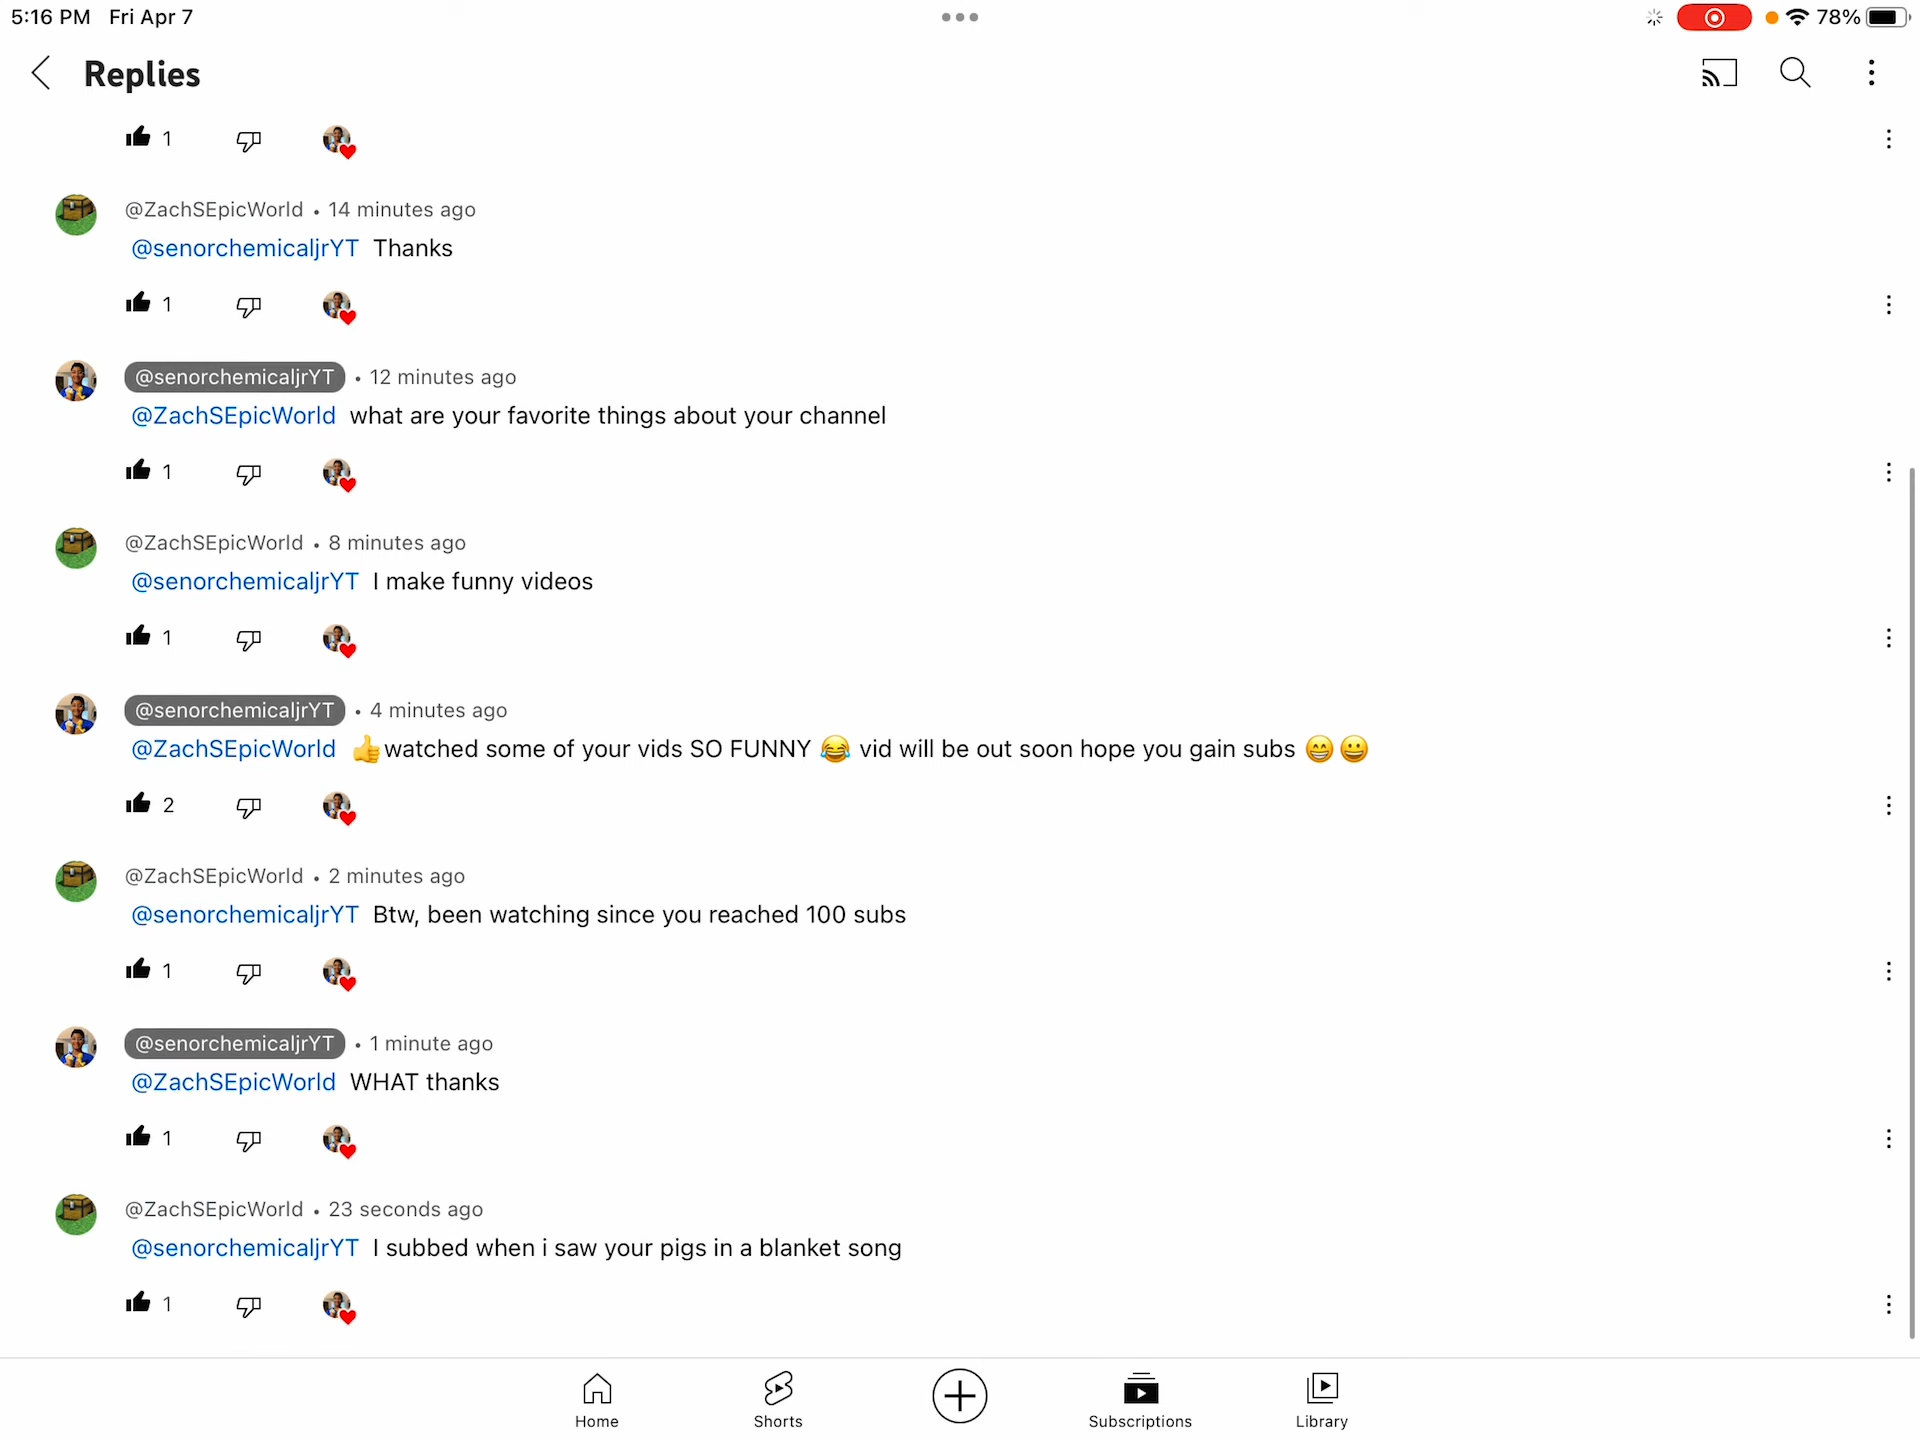 5:16 PM Fri Apr 7
78%
Replies
1
@ZachSEpicWorld • 14 minutes ago
@senorchemicaljrYT Thanks
1
@senorchemicaljrYT • 12 minutes ago
@ZachSEpicWorld what are your favorite things about your channel
1
@ZachSEpicWorld • 8 minutes ago
@senorchemicaljrYT I make funny videos
1
@senorchemicaljrYT • 4 minutes ago
@ZachSEpicWorld 👍watched some of your vids SO FUNNY 😂 vid will be out soon hope you gain subs 😁😀
2
@ZachSEpicWorld • 2 minutes ago
@senorchemicaljrYT Btw, been watching since you reached 100 subs
1
@senorchemicaljrYT • 1 minute ago
@ZachSEpicWorld WHAT thanks
1
@ZachSEpicWorld • 23 seconds ago
@senorchemicaljrYT I subbed when i saw your pigs in a blanket song
1
Home Shorts Subscriptions Library